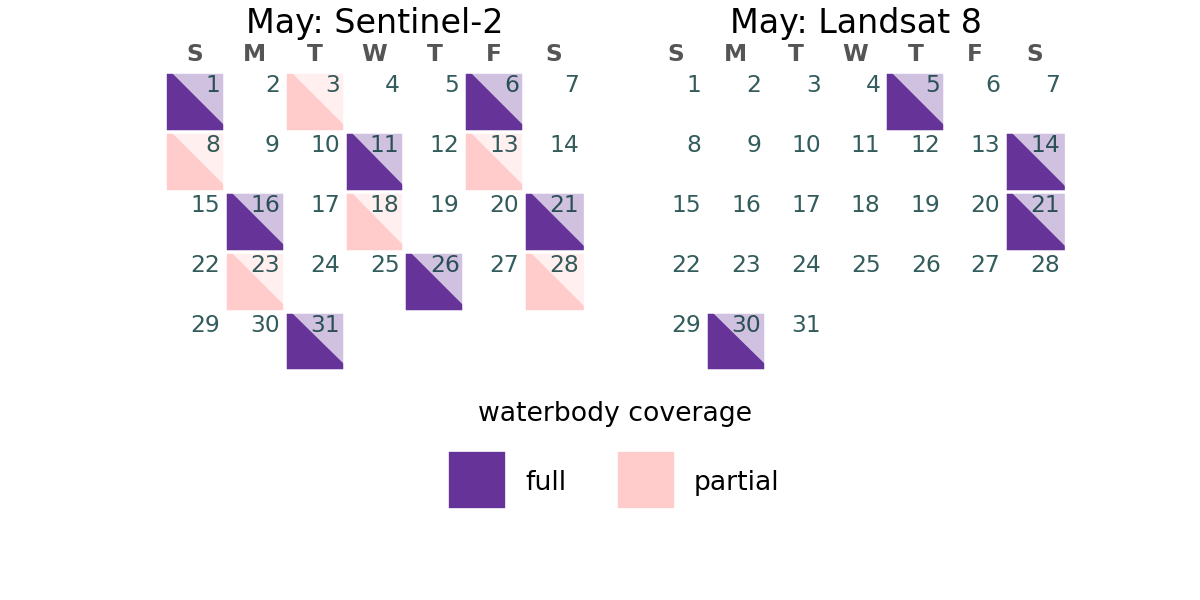 May: Sentinel-2
S M T W T F S
1 2 3 4 5 6 7
8 9 10 11 12 13 14
15 16 17 18 19 20 21
22 23 24 25 26 27 28
29 30 31
May: Landsat 8
S M T W T F S
1 2 3 4 5 6 7
8 9 10 11 12 13 14
15 16 17 18 19 20 21
22 23 24 25 26 27 28
29 30 31
waterbody coverage
full
partial